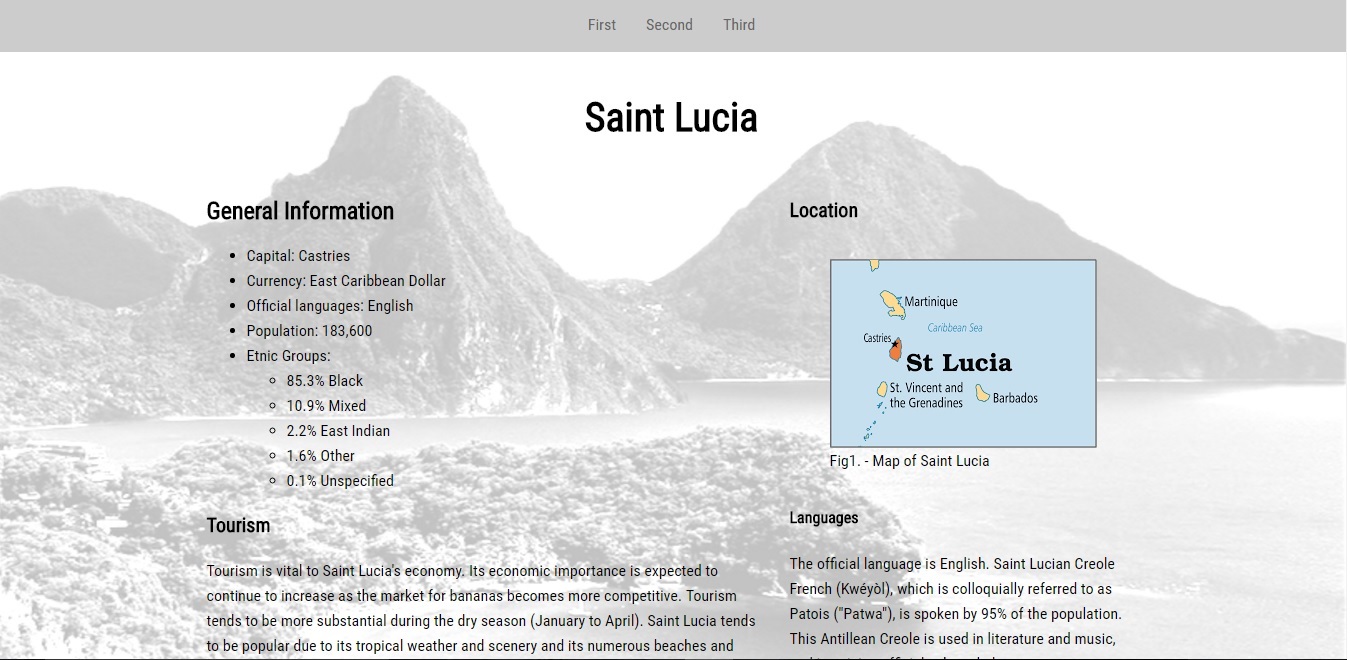 First Second Third
Saint Lucia
General Information
Capital: Castries
Currency: East Caribbean Dollar
Official languages: English
Population: 183,600
Etnic Groups:
85.3% Black
10.9% Mixed
2.2% East Indian
1.6% Other
0.1% Unspecified
Tourism
Tourism is vital to Saint Lucia's economy. Its economic importance is expected to
continue to increase as the market for bananas becomes more competitive. Tourism
tends to be more substantial during the dry season (January to April). Saint Lucia tends
to be popular due to its tropical weather and scenery and its numerous beaches and
Location
Martinique
Caribbean Sea
Castries
St Lucia
St. Vincent and
the Grenadines
Barbados
Fig1. - Map of Saint Lucia
Languages
The official language is English. Saint Lucian Creole
French (Kwéyòl), which is colloquially referred to as
Patois ("Patwa"), is spoken by 95% of the population.
This Antillean Creole is used in literature and music,